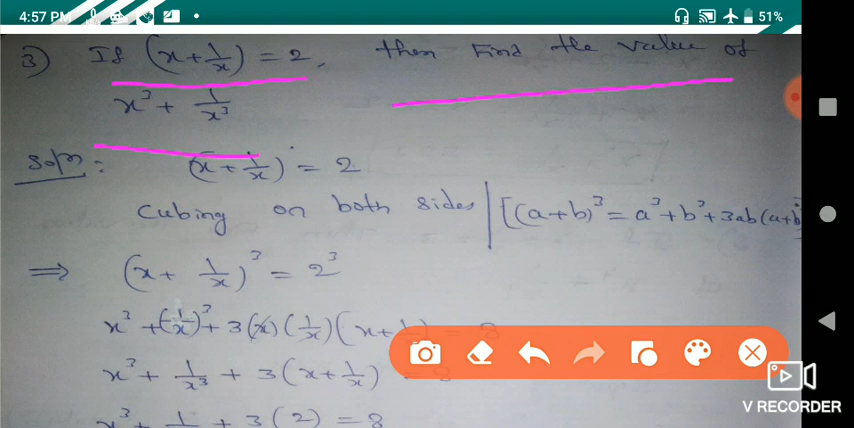 4:57 PM 51%
3) If (x+1/x) = 2, then Find the value of
x³ + 1/x³
Soln: (x+1/x) = 2
Cubing on both sides | [(a+b)³ = a³+b³+3ab(a+b)
⇒ (x+ 1/x)³ = 2³
x³ + (1/x)³ + 3(x)(1/x)(x+
x³ + 1/x³ + 3(x+1/x) = 8
x³ + 1 + 3(2) = 8
V RECORDER